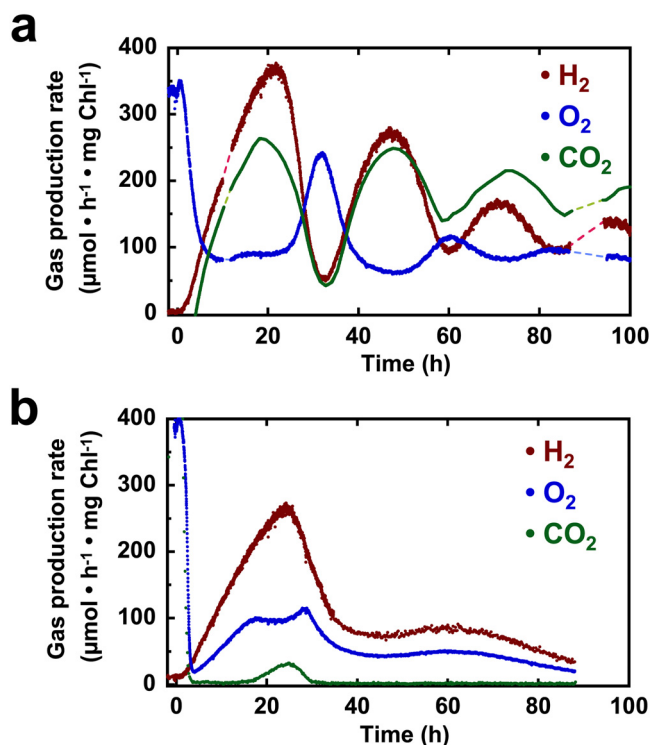 a
Gas production rate
(µmol • h⁻¹ • mg Chl⁻¹)
400
300
200
100
0
H₂
O₂
CO₂
0 20 40 60 80 100
Time (h)
b
Gas production rate
(µmol • h⁻¹ • mg Chl⁻¹)
400
300
200
100
0
H₂
O₂
CO₂
0 20 40 60 80 100
Time (h)